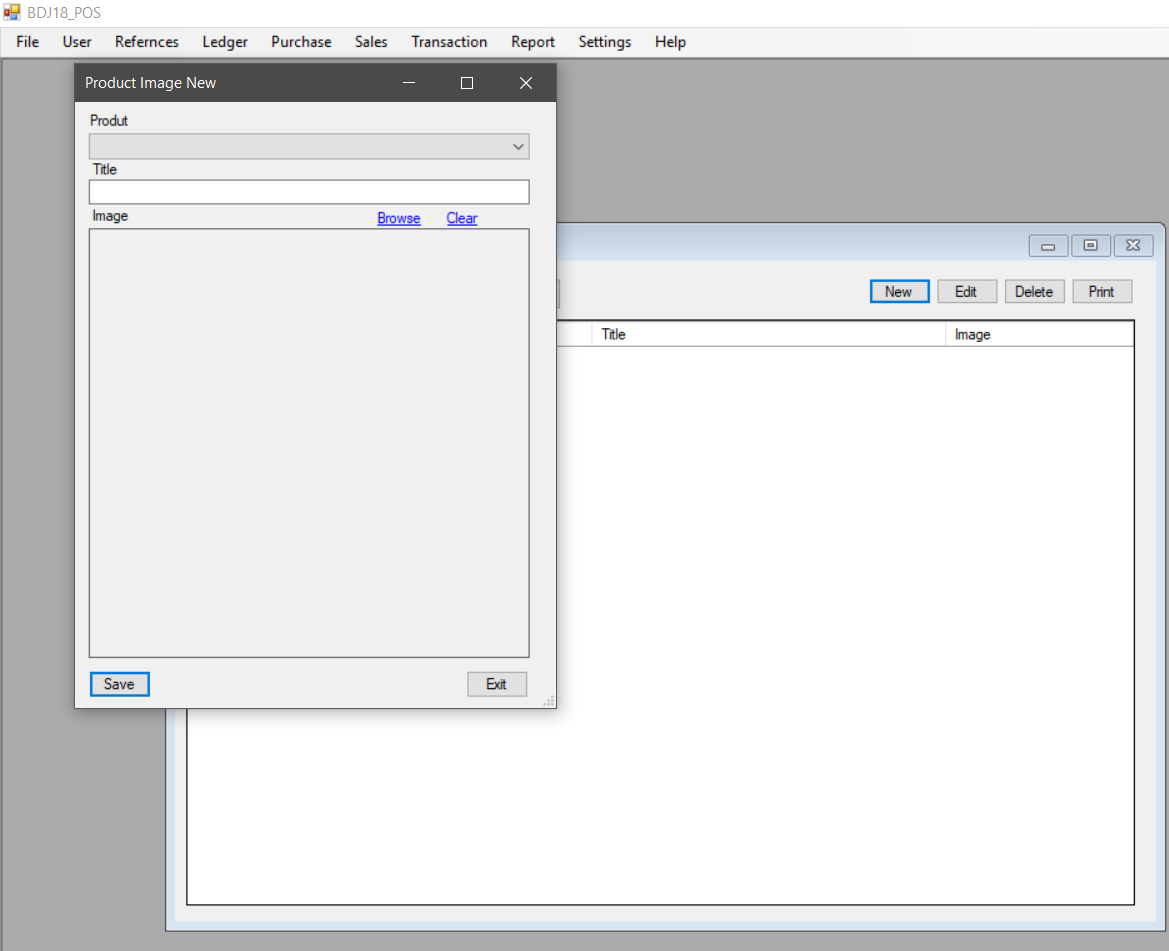 BDJ18_POS
File User Refernces Ledger Purchase Sales Transaction Report Settings Help
Product Image New
Produt
Title
Image Browse Clear
Save Exit
New Edit Delete Print
Title Image